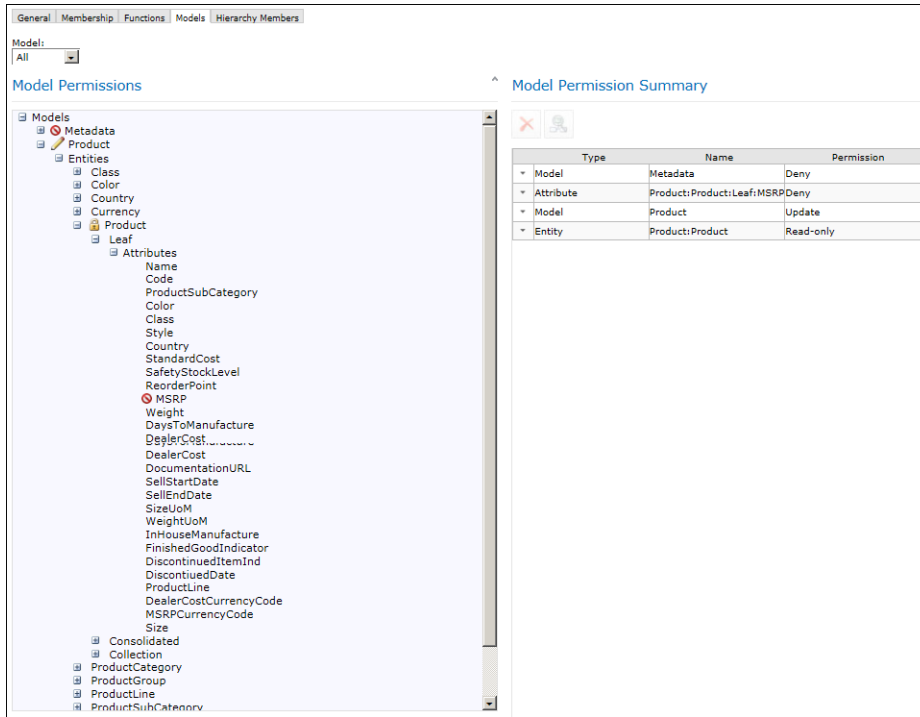 General Membership Functions Models Hierarchy Members
Model:
All
Model Permissions
Models
Metadata
Product
Entities
Class
Color
Country
Currency
Product
Leaf
Attributes
Name
Code
ProductSubCategory
Color
Class
Style
Country
StandardCost
SafetyStockLevel
ReorderPoint
MSRP
Weight
DaysToManufacture
DealerCost
DealerCost
DocumentationURL
SellStartDate
SellEndDate
SizeUoM
WeightUoM
InHouseManufacture
FinishedGoodIndicator
DiscontinuedItemInd
DiscontiuedDate
ProductLine
DealerCostCurrencyCode
MSRPCurrencyCode
Size
Consolidated
Collection
ProductCategory
ProductGroup
ProductLine
ProductSubCategory
Model Permission Summary
Type Name Permission
Model Metadata Deny
Attribute Product:Product:Leaf:MSRP Deny
Model Product Update
Entity Product:Product Read-only